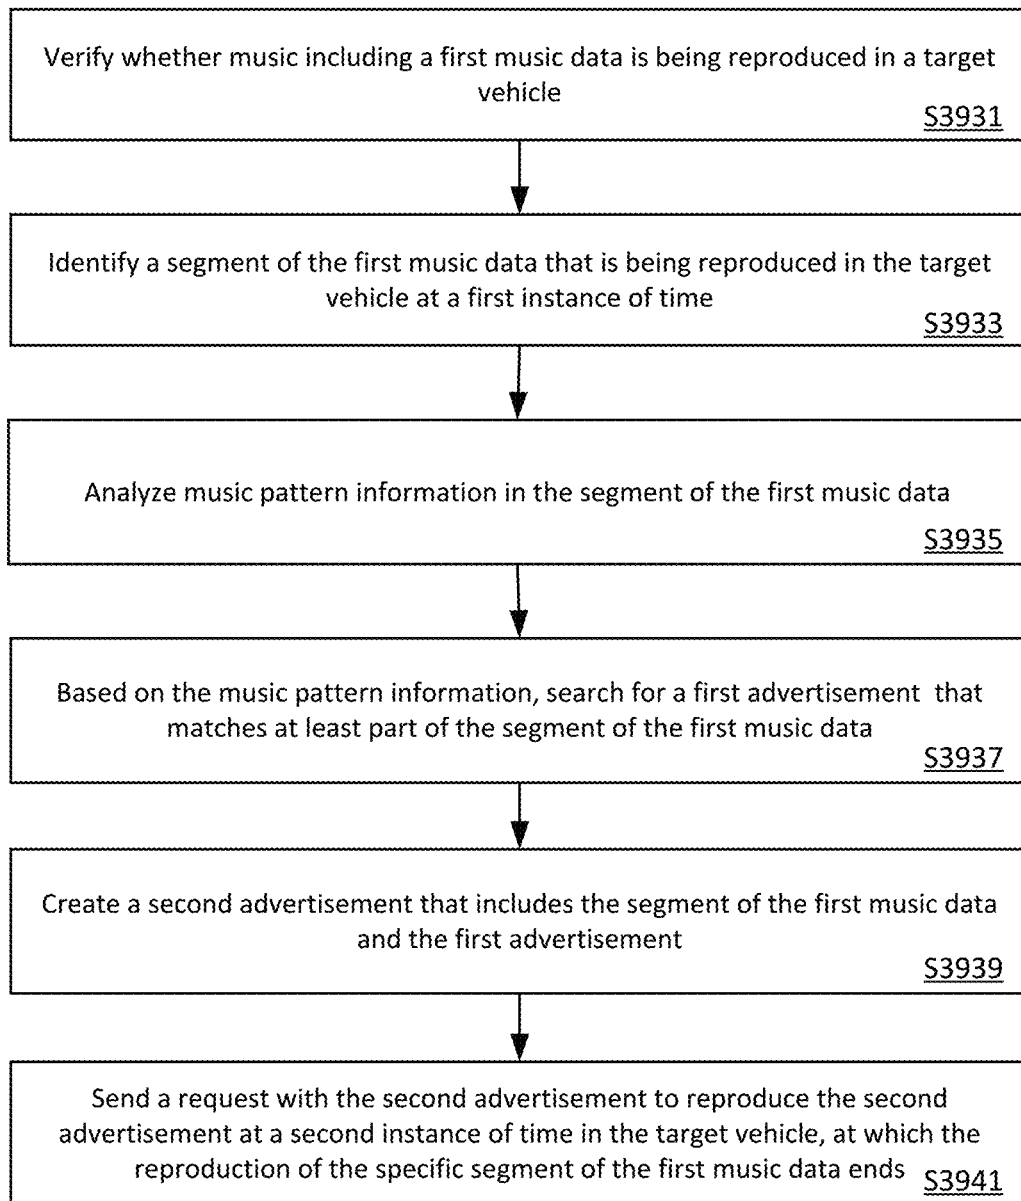 Verify whether music including a first music data is being reproduced in a target
vehicle
S3931
Identify a segment of the first music data that is being reproduced in the target
vehicle at a first instance of time
S3933
Analyze music pattern information in the segment of the first music data
S3935
Based on the music pattern information, search for a first advertisement that
matches at least part of the segment of the first music data
S3937
Create a second advertisement that includes the segment of the first music data
and the first advertisement
S3939
Send a request with the second advertisement to reproduce the second
advertisement at a second instance of time in the target vehicle, at which the
reproduction of the specific segment of the first music data ends
S3941